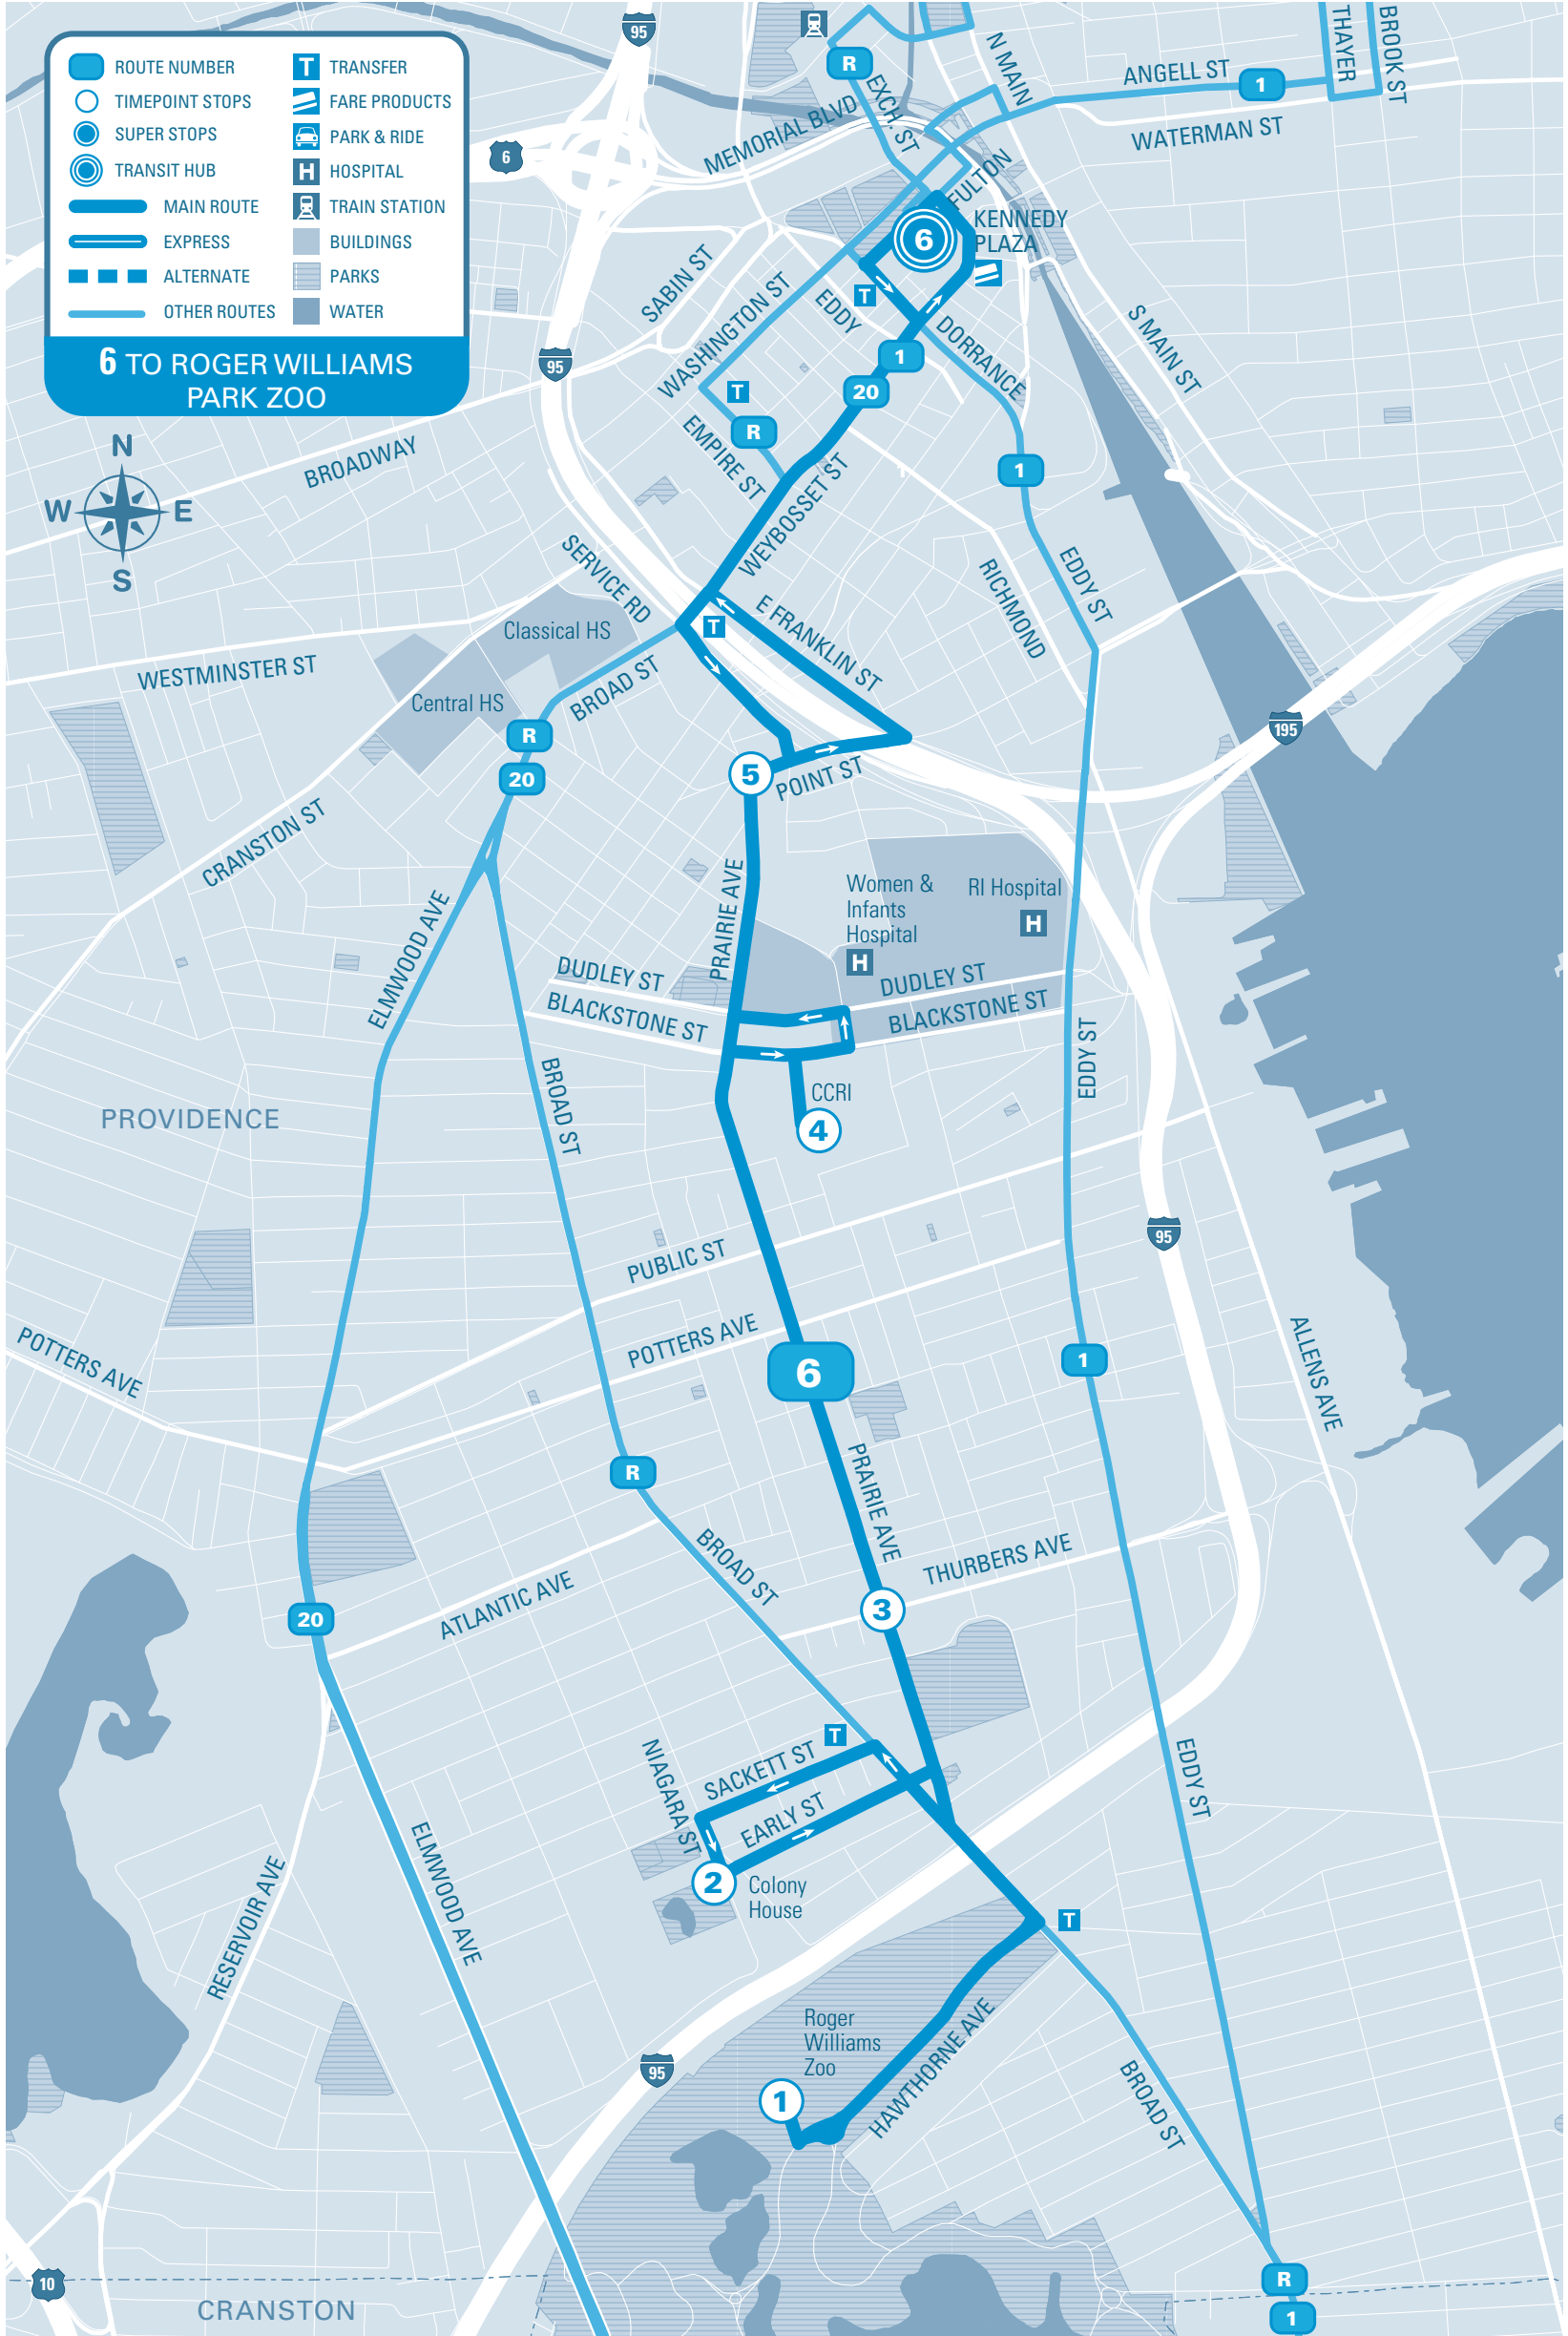 ROUTE NUMBER
TIMEPOINT STOPS
SUPER STOPS
TRANSIT HUB
MAIN ROUTE
EXPRESS
ALTERNATE
OTHER ROUTES
T TRANSFER
FARE PRODUCTS
PARK & RIDE
H HOSPITAL
TRAIN STATION
BUILDINGS
PARKS
WATER
6 TO ROGER WILLIAMS
PARK ZOO
N
W E
S
95
6
R
EXCH. ST
N MAIN
ANGELL ST
1
THAYER
BROOK ST
WATERMAN ST
MEMORIAL BLVD
FULTON
KENNEDY
PLAZA
6
T
SABIN ST
WASHINGTON ST
EDDY
DORRANCE
S MAIN ST
95
1
20
T
R
EMPIRE ST
BROADWAY
WEYBOSSET ST
1
1
SERVICE RD
RICHMOND
EDDY ST
Classical HS
T
E FRANKLIN ST
WESTMINSTER ST
BROAD ST
Central HS
R
20
195
5
POINT ST
CRANSTON ST
PRAIRIE AVE
Women &
Infants
Hospital
H
RI Hospital
H
ELMWOOD AVE
DUDLEY ST
DUDLEY ST
BLACKSTONE ST
BLACKSTONE ST
EDDY ST
BROAD ST
CCRI
4
PROVIDENCE
95
PUBLIC ST
POTTERS AVE
POTTERS AVE
6
1
ALLENS AVE
PRAIRIE AVE
R
BROAD ST
THURBERS AVE
3
ATLANTIC AVE
20
T
SACKETT ST
NIAGARA ST
EARLY ST
EDDY ST
2
Colony
House
ELMWOOD AVE
RESERVOIR AVE
T
Roger
Williams
Zoo
HAWTHORNE AVE
95
1
BROAD ST
10
CRANSTON
R
1